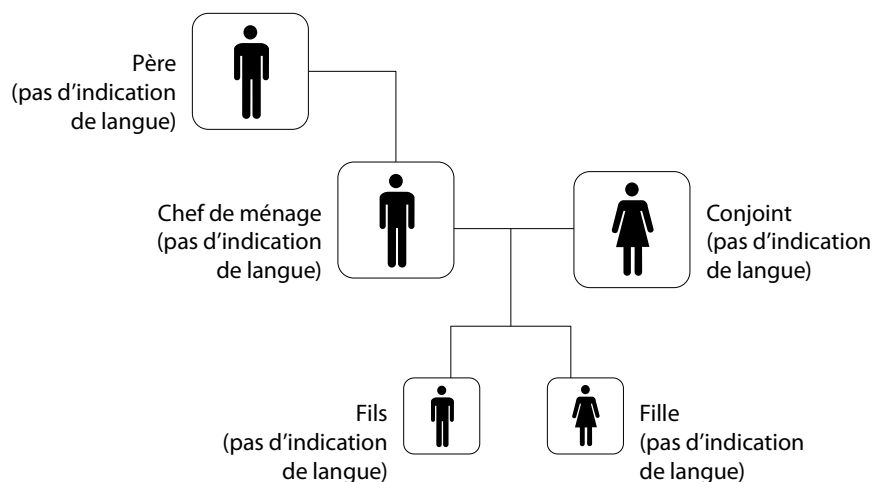 Père
(pas d’indication
de langue)
Chef de ménage
(pas d’indication
de langue)
Conjoint
(pas d’indication
de langue)
Fils
(pas d’indication
de langue)
Fille
(pas d’indication
de langue)